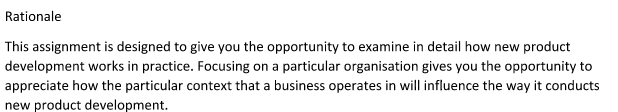 Rationale
This assignment is designed to give you the opportunity to examine in detail how new product
development works in practice. Focusing on a particular organisation gives you the opportunity to
appreciate how the particular context that a business operates in will influence the way it conducts
new product development.